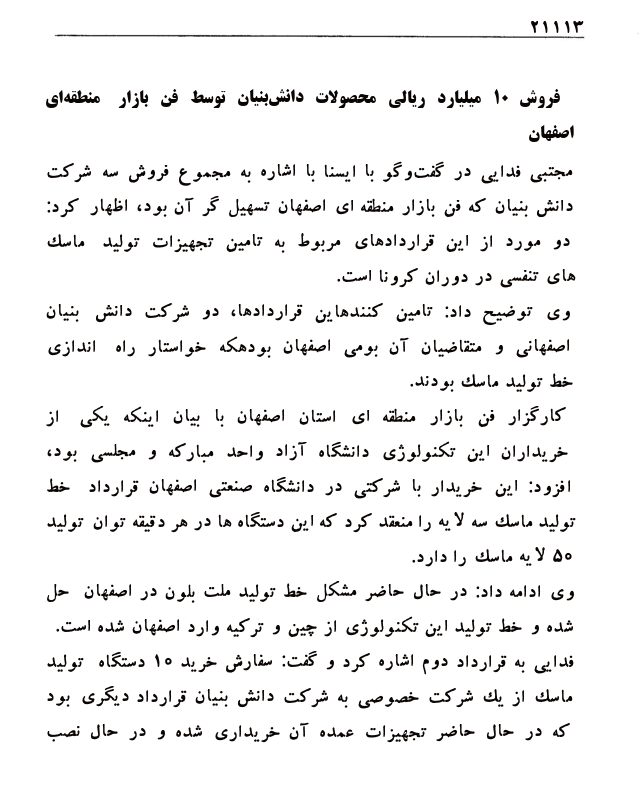 ۲۱۱۱۳
فروش ۱۰ میلیارد ریالی محصولات دانش‌بنیان توسط فن بازار منطقه‌ای
اصفهان
مجتبی فدایی در گفت‌وگو با ایسنا با اشاره به مجموع فروش سه شرکت
دانش بنیان که فن بازار منطقه ای اصفهان تسهیل گر آن بود، اظهار کرد:
دو مورد از این قراردادهای مربوط به تامین تجهیزات تولید ماسک
های تنفسی در دوران کرونا است.
وی توضیح داد: تامین کنندهاین قراردادها، دو شرکت دانش بنیان
اصفهانی و متقاضیان آن بومی اصفهان بودهکه خواستار راه اندازی
خط تولید ماسک بودند.
کارگزار فن بازار منطقه ای استان اصفهان با بیان اینکه یکی از
خریداران این تکنولوژی دانشگاه آزاد واحد مبارکه و مجلسی بود،
افزود: این خریدار با شرکتی در دانشگاه صنعتی اصفهان قرارداد خط
تولید ماسک سه لایه را منعقد کرد که این دستگاه ها در هر دقیقه توان تولید
۵۰ لایه ماسک را دارد.
وی ادامه داد: در حال حاضر مشکل خط تولید ملت بلون در اصفهان حل
شده و خط تولید این تکنولوژی از چین و ترکیه وارد اصفهان شده است.
فدایی به قرارداد دوم اشاره کرد و گفت: سفارش خرید ۱۰ دستگاه تولید
ماسک از یک شرکت خصوصی به شرکت دانش بنیان قرارداد دیگری بود
که در حال حاضر تجهیزات عمده آن خریداری شده و در حال نصب